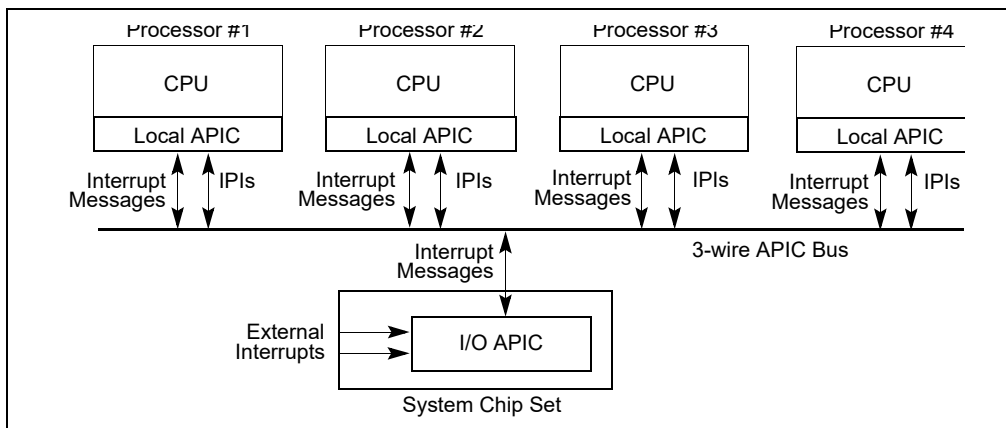 Processor #1
Processor #2
Processor #3
Processor #4
CPU
CPU
CPU
CPU
Local APIC
Local APIC
Local APIC
Local APIC
Interrupt
Messages
IPIs
Interrupt
Messages
IPIs
Interrupt
Messages
IPIs
Interrupt
Messages
IPIs
Interrupt
Messages
3-wire APIC Bus
External
Interrupts
I/O APIC
System Chip Set